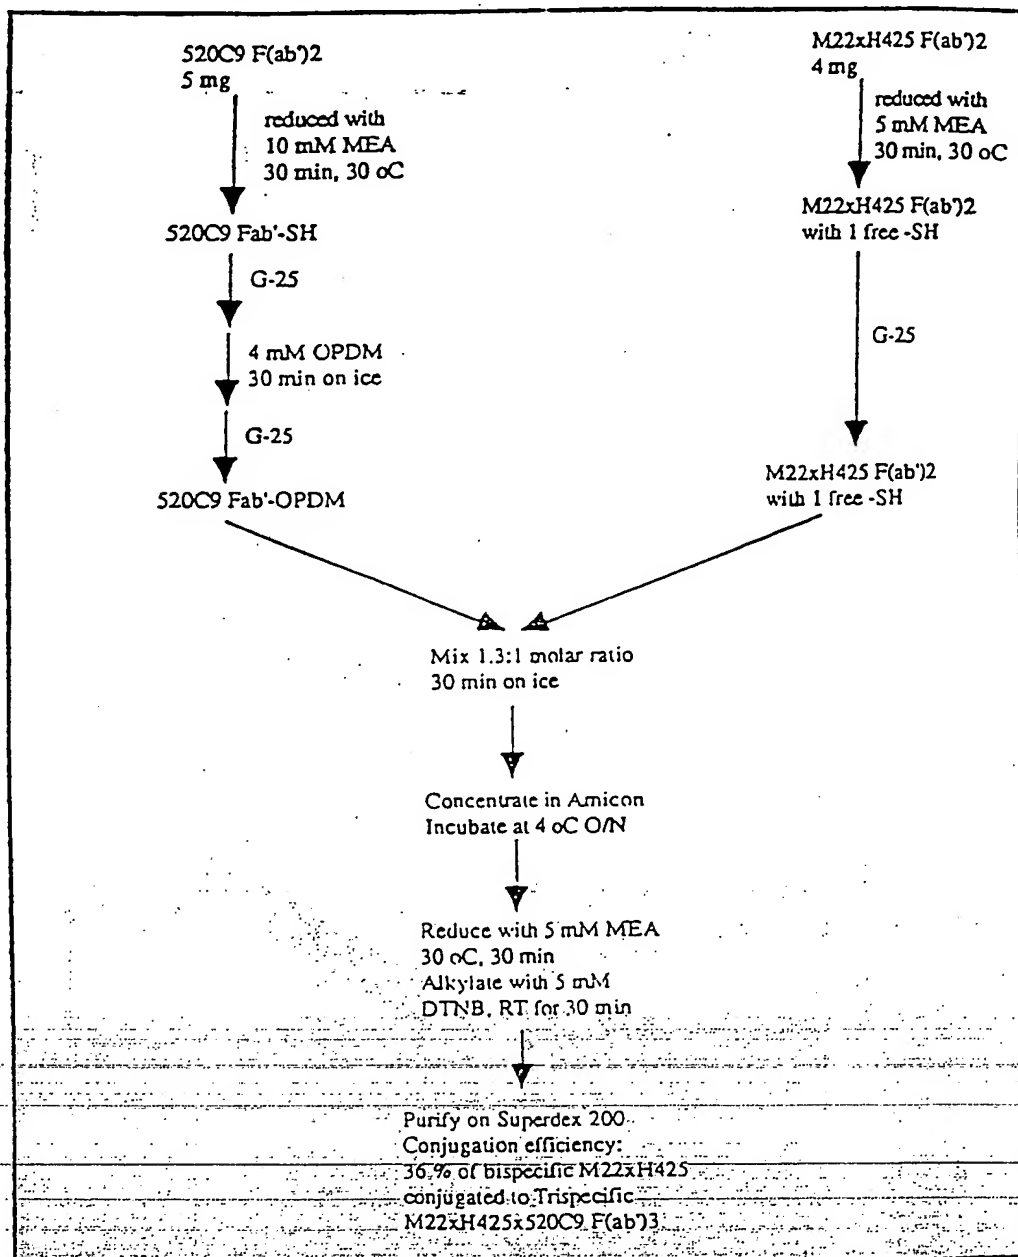 520C9 F(ab')2
5 mg
reduced with
10 mM MEA
30 min, 30 oC
520C9 Fab'-SH
G-25
4 mM OPDM
30 min on ice
G-25
520C9 Fab'-OPDM
M22xH425 F(ab')2
4 mg
reduced with
5 mM MEA
30 min, 30 oC
M22xH425 F(ab')2
with 1 free -SH
G-25
M22xH425 F(ab')2
with 1 free -SH
Mix 1.3:1 molar ratio
30 min on ice
Concentrate in Amicon
Incubate at 4 oC O/N
Reduce with 5 mM MEA
30 oC, 30 min
Alkylate with 5 mM
DTNB, RT for 30 min
Purify on Superdex 200
Conjugation efficiency:
36 % of bispecific M22xH425
conjugated to Trispecific
M22xH425x520C9 F(ab')3